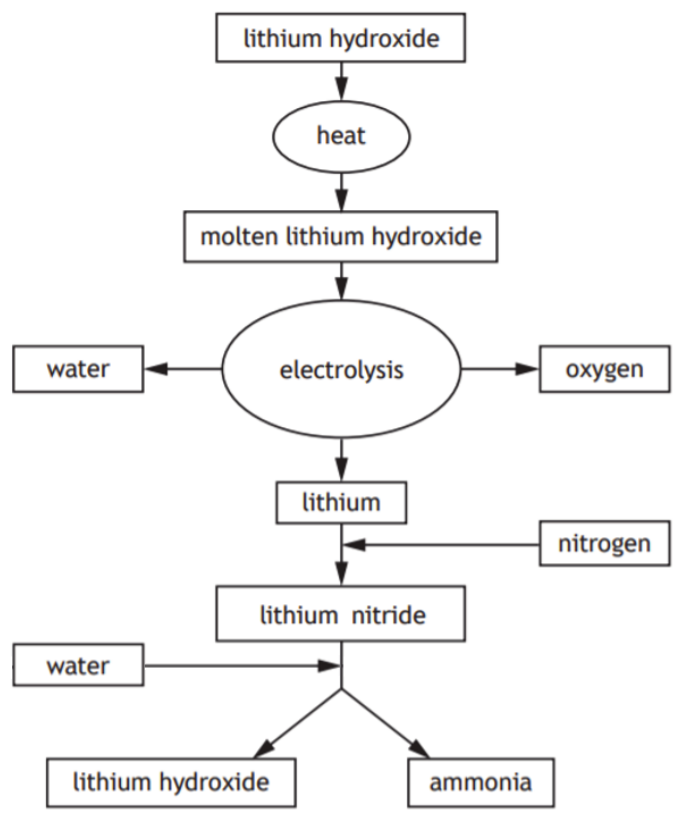 lithium hydroxide
heat
molten lithium hydroxide
water
electrolysis
oxygen
lithium
nitrogen
lithium nitride
water
lithium hydroxide
ammonia